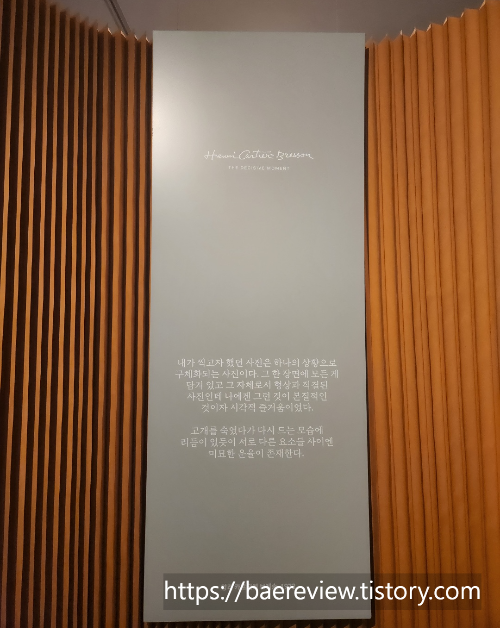 Henri Cartier-Bresson
THE DECISIVE MOMENT
내가 찍고자 했던 사진은 하나의 상황으로
구체화되는 사진이다. 그 한 장면에 모든 게
담겨 있고 그 자체로서 형상과 직결된
사진인데 나에겐 그런 것이 본질적인
것이자 시각적 즐거움이었다.
고개를 숙였다가 다시 드는 모습에
리듬이 있듯이 서로 다른 요소들 사이엔
미묘한 운율이 존재한다.
https://baereview.tistory.com